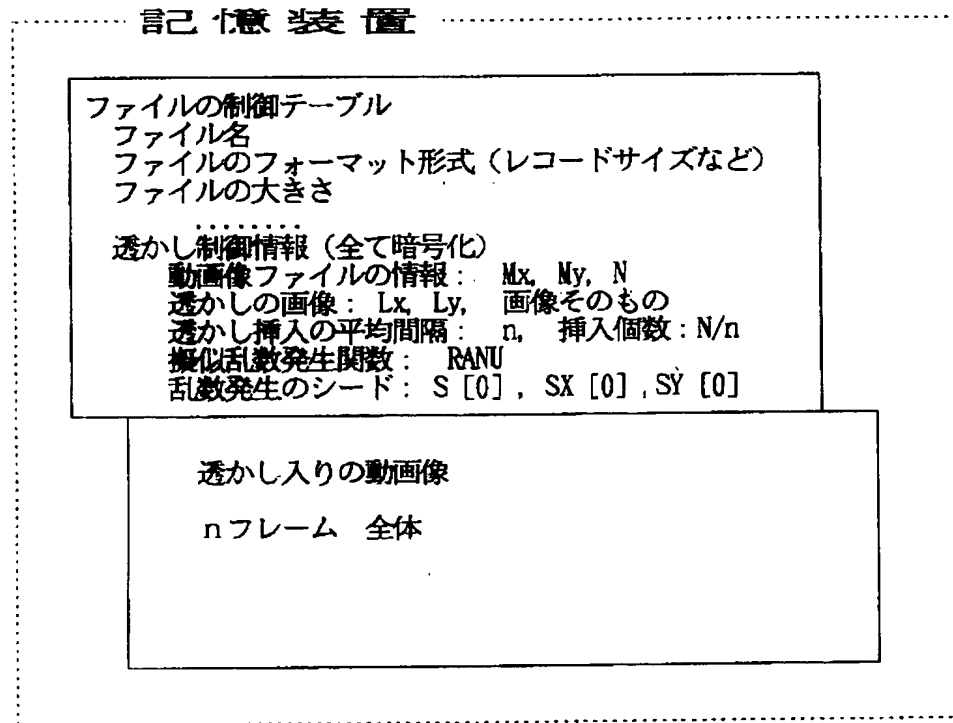 記憶装置
ファイルの制御テーブル
ファイル名
ファイルのフォーマット形式（レコードサイズなど）
ファイルの大きさ
........
透かし制御情報（全て暗号化）
動画像ファイルの情報： Mx, My, N
透かしの画像： Lx, Ly, 画像そのもの
透かし挿入の平均間隔： n, 挿入個数：N/n
擬似乱数発生関数： RANU
乱数発生のシード： S [0] , SX [0] , SY [0]
透かし入りの動画像
nフレーム 全体